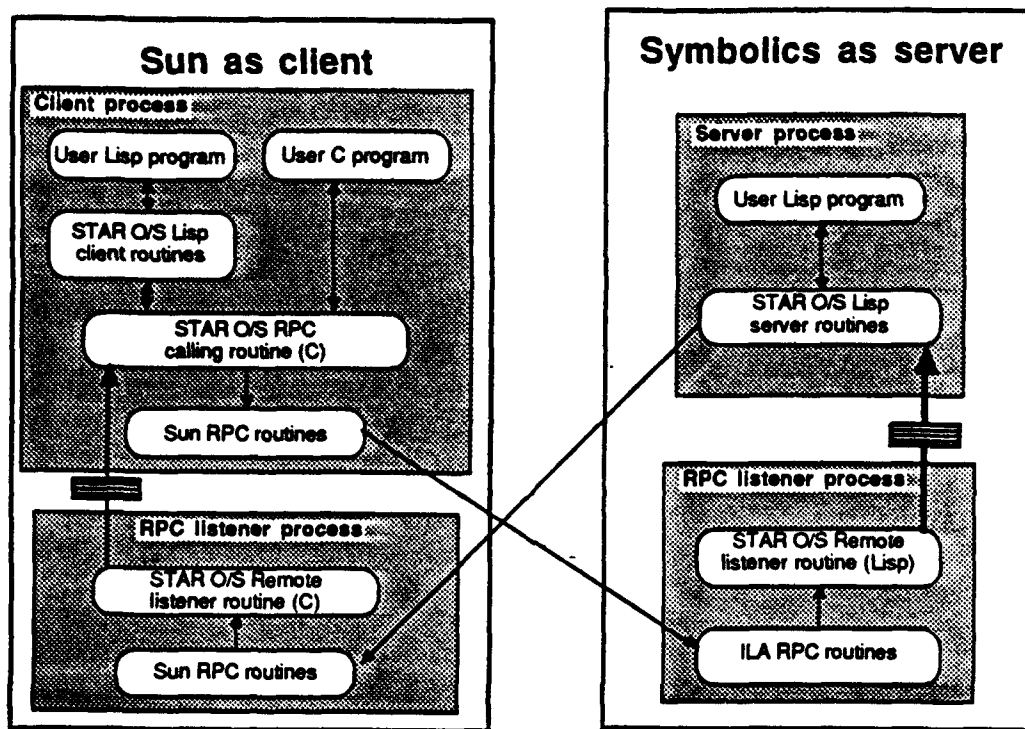 Sun as client
Client process
User Lisp program
User C program
STAR O/S Lisp
client routines
STAR O/S RPC
calling routine (C)
Sun RPC routines
RPC listener process
STAR O/S Remote
listener routine (C)
Sun RPC routines
Symbolics as server
Server process
User Lisp program
STAR O/S Lisp
server routines
RPC listener process
STAR O/S Remote
listener routine (Lisp)
ILA RPC routines